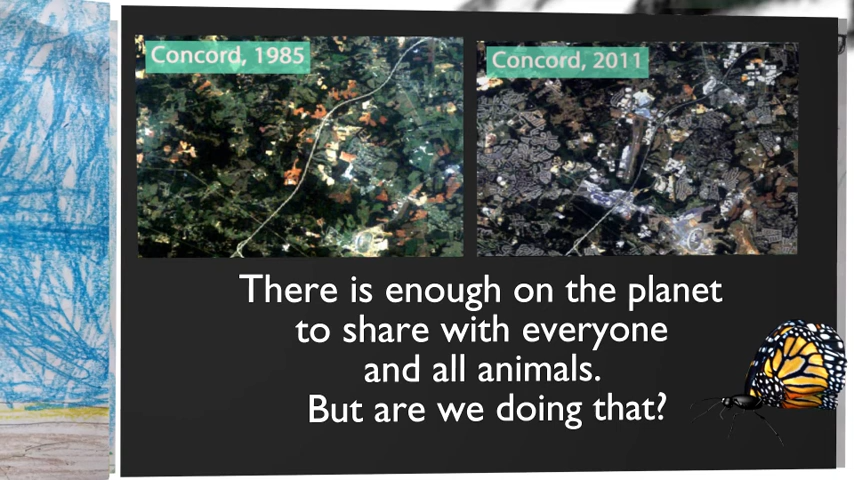 Concord, 1985
Concord, 2011
There is enough on the planet
to share with everyone
and all animals.
But are we doing that?